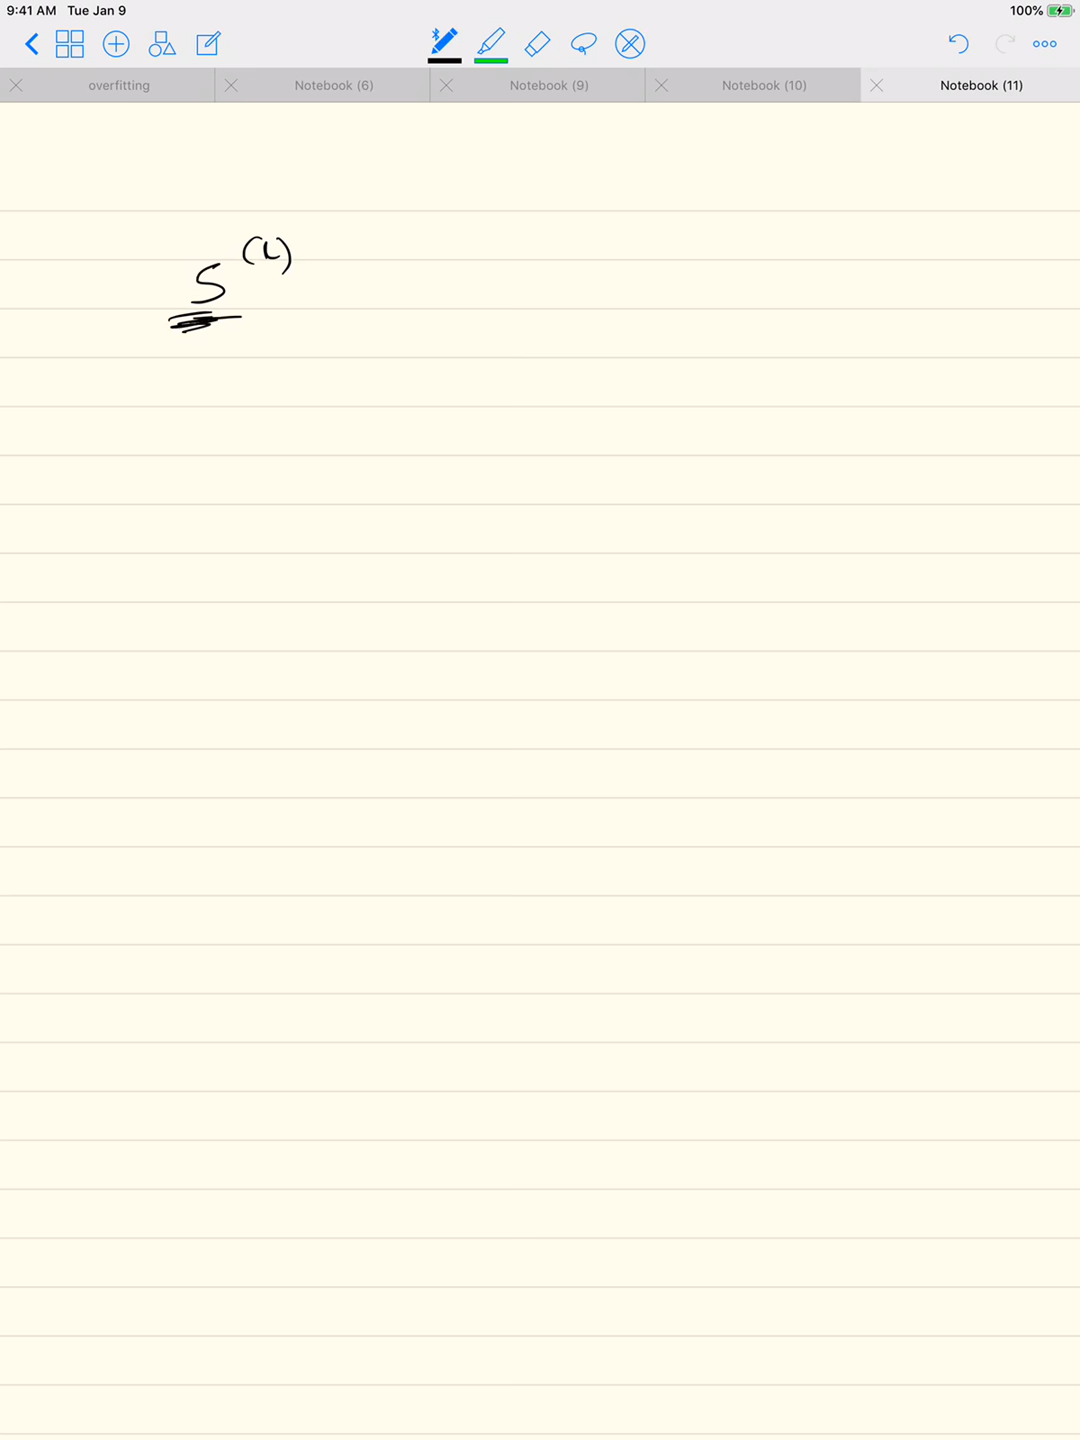 9:41 AM Tue Jan 9 100%
overfitting Notebook (6) Notebook (9) Notebook (10) Notebook (11)
S^(L)